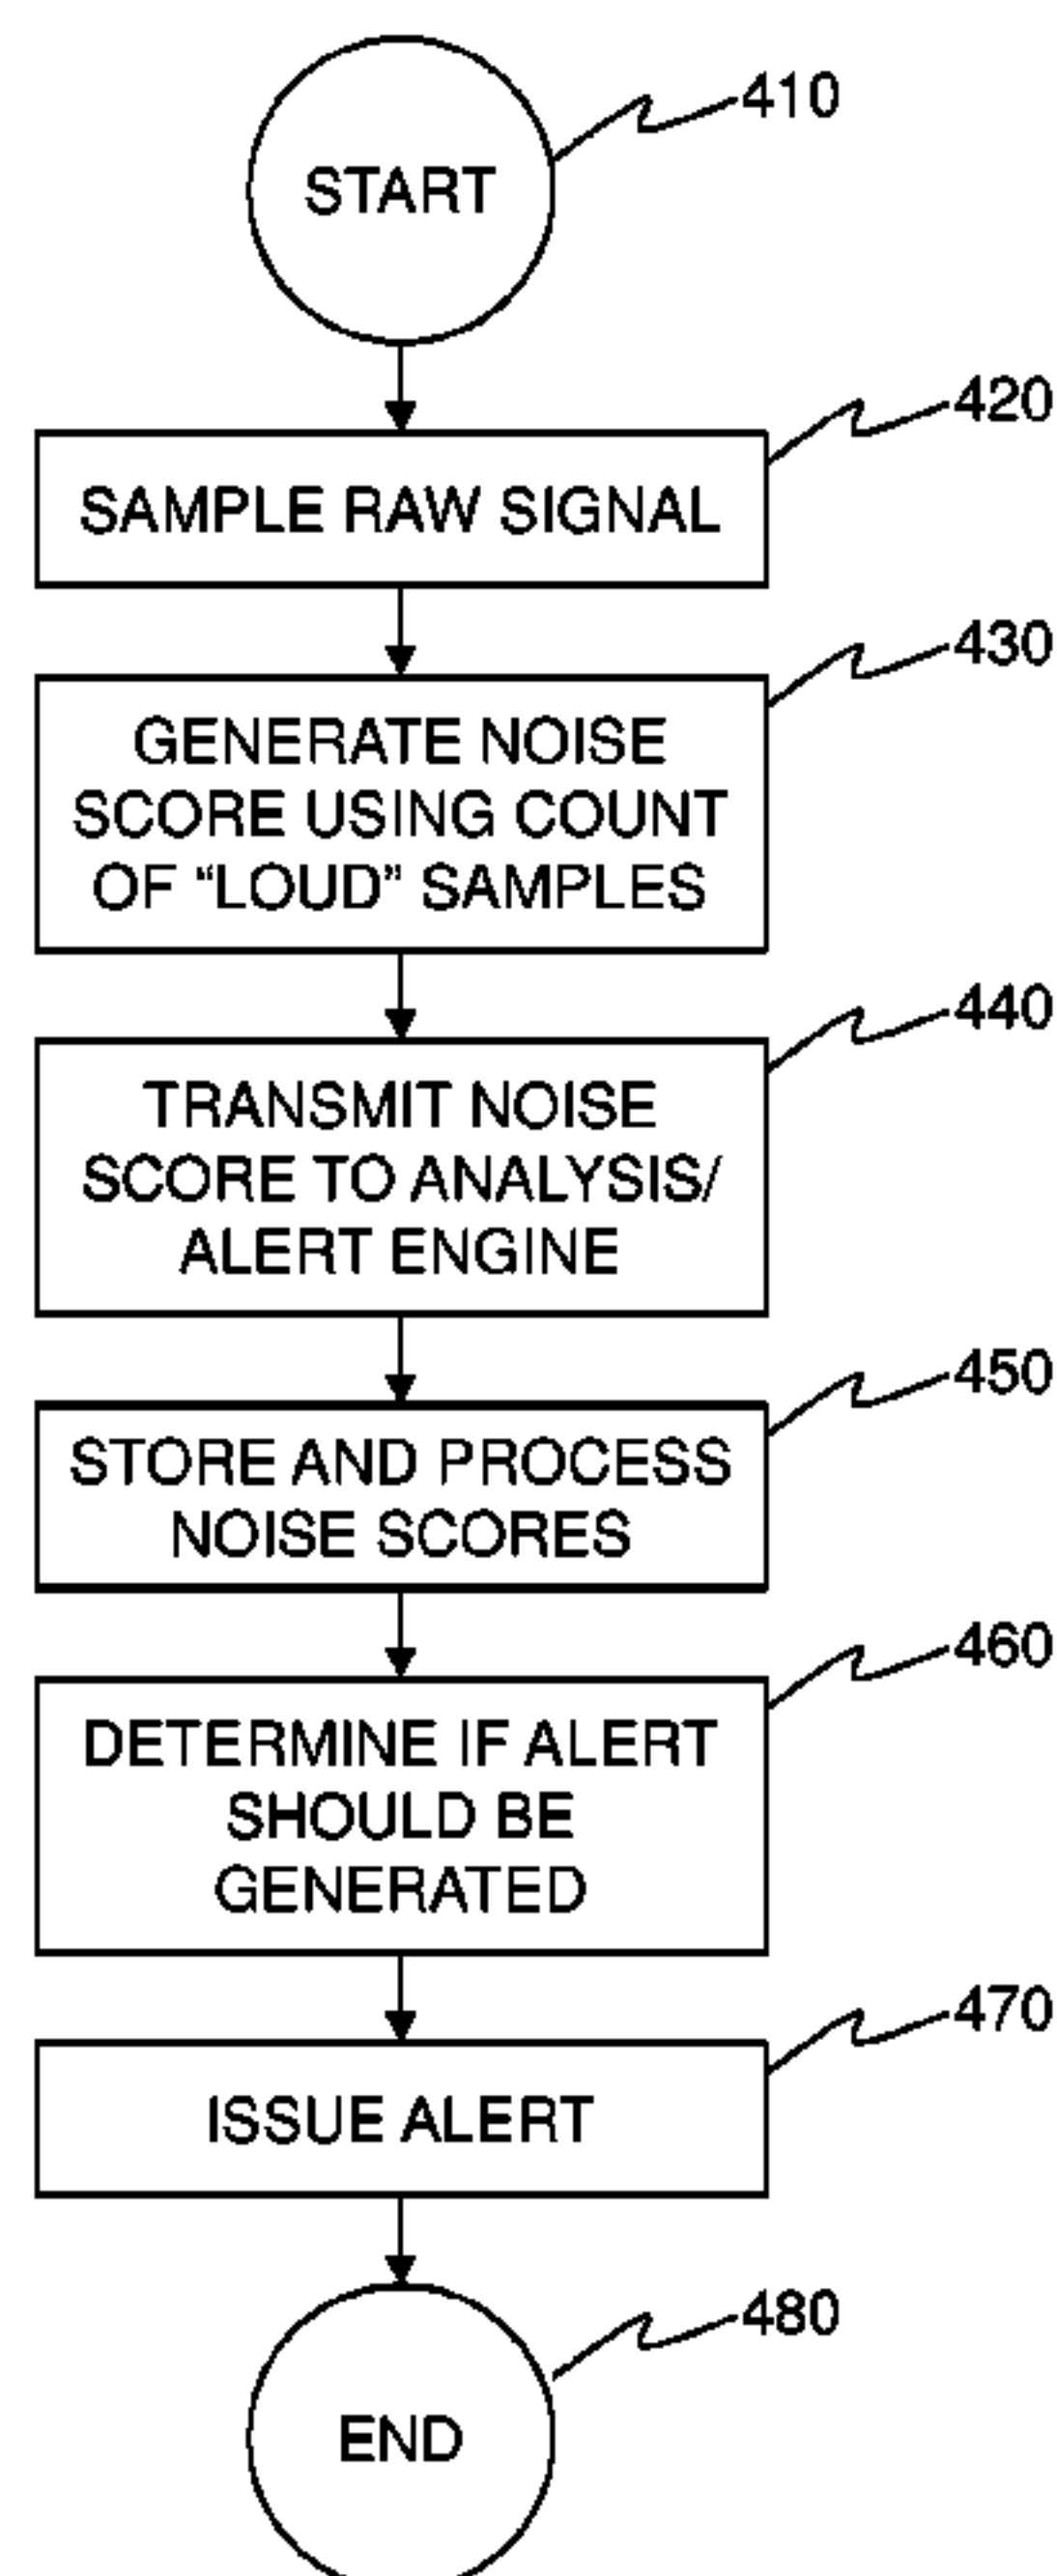 410
START
420
SAMPLE RAW SIGNAL
430
GENERATE NOISE
SCORE USING COUNT
OF “LOUD” SAMPLES
440
TRANSMIT NOISE
SCORE TO ANALYSIS/
ALERT ENGINE
450
STORE AND PROCESS
NOISE SCORES
460
DETERMINE IF ALERT
SHOULD BE
GENERATED
470
ISSUE ALERT
480
END